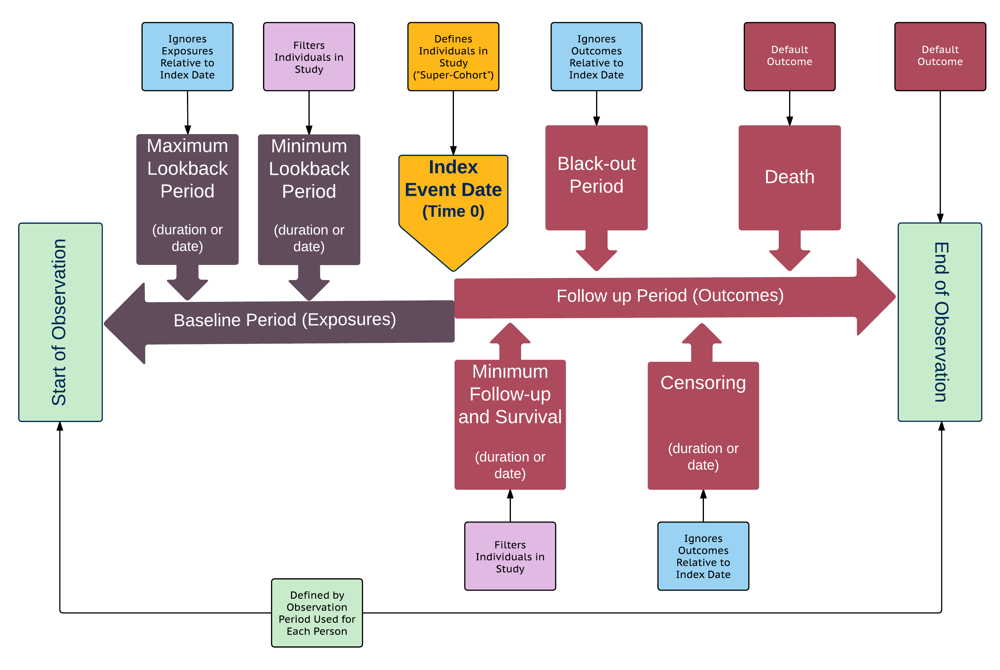 Ignores
Exposures
Relative to
Index Date
Filters
Individuals in
Study
Defines
Individuals in
Study
("Super-Cohort")
Ignores
Outcomes
Relative to
Index Date
Default
Outcome
Default
Outcome
Maximum
Lookback
Period
(duration or
date)
Minimum
Lookback
Period
(duration or
date)
Index
Event Date
(Time 0)
Black-out
Period
Death
Start of Observation
Baseline Period (Exposures)
Follow up Period (Outcomes)
End of Observation
Minimum
Follow-up
and Survival
(duration or
date)
Censoring
(duration or
date)
Filters
Individuals in
Study
Ignores
Outcomes
Relative to
Index Date
Defined by
Observation
Period Used for
Each Person